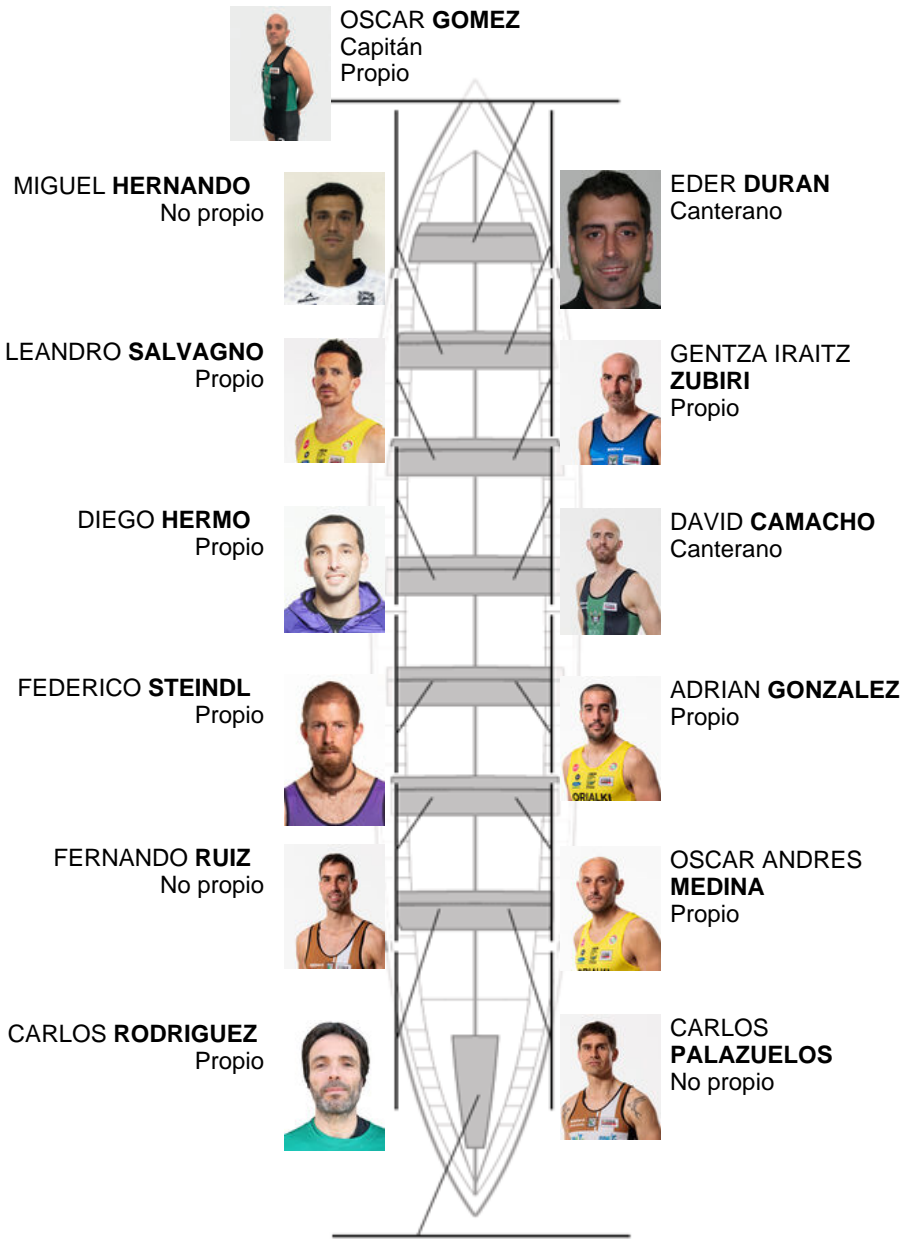 OSCAR GOMEZ
Capitán
Propio
MIGUEL HERNANDO
No propio
EDER DURAN
Canterano
LEANDRO SALVAGNO
Propio
GENTZA IRAITZ
ZUBIRI
Propio
DIEGO HERMO
Propio
DAVID CAMACHO
Canterano
FEDERICO STEINDL
Propio
ADRIAN GONZALEZ
Propio
FERNANDO RUIZ
No propio
OSCAR ANDRES
MEDINA
Propio
CARLOS RODRIGUEZ
Propio
CARLOS
PALAZUELOS
No propio